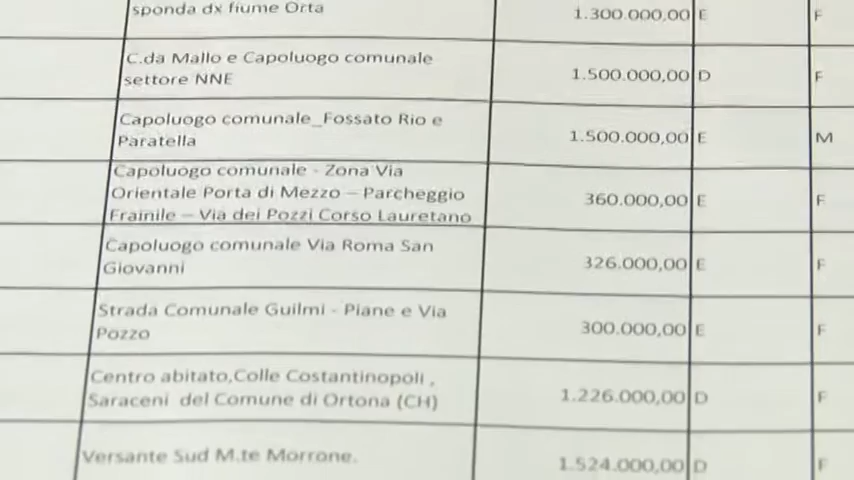 sponda dx fiume Orta 1.300.000,00 E F
C.da Mallo e Capoluogo comunale
settore NNE 1.500.000,00 D F
Capoluogo comunale_Fossato Rio e
Paratella 1.500.000,00 E M
Capoluogo comunale - Zona Via
Orientale Porta di Mezzo – Parcheggio
Frainile – Via dei Pozzi Corso Lauretano 360.000,00 E F
Capoluogo comunale Via Roma San
Giovanni 326.000,00 E F
Strada Comunale Guilmi - Piane e Via
Pozzo 300.000,00 E F
Centro abitato,Colle Costantinopoli ,
Saraceni del Comune di Ortona (CH) 1.226.000,00 D F
Versante Sud M.te Morrone. 1.524.000,00 D F